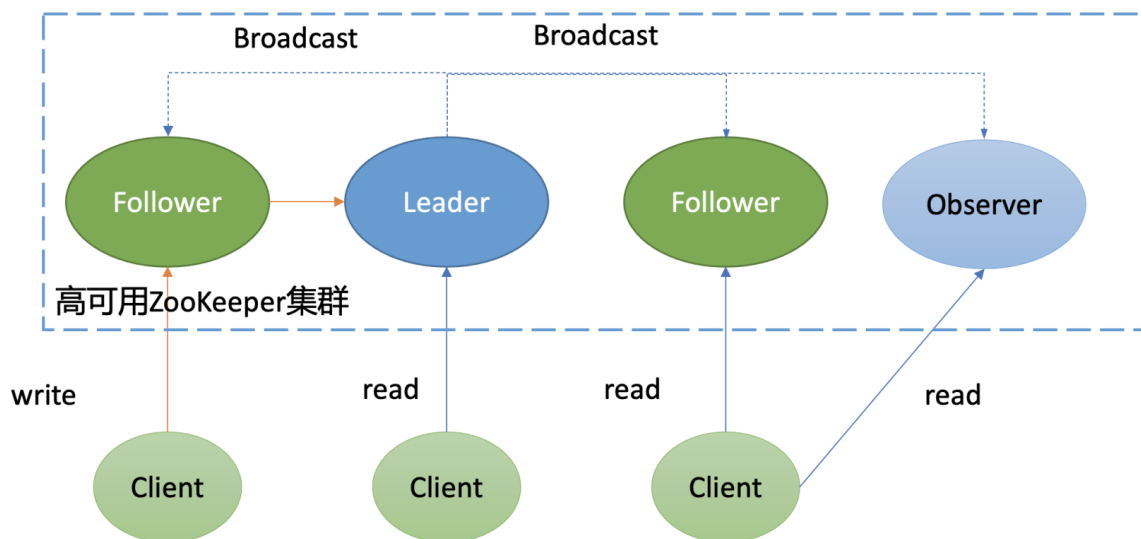 Broadcast
Broadcast
Follower
Leader
Follower
Observer
高可用ZooKeeper集群
write
read
read
read
Client
Client
Client